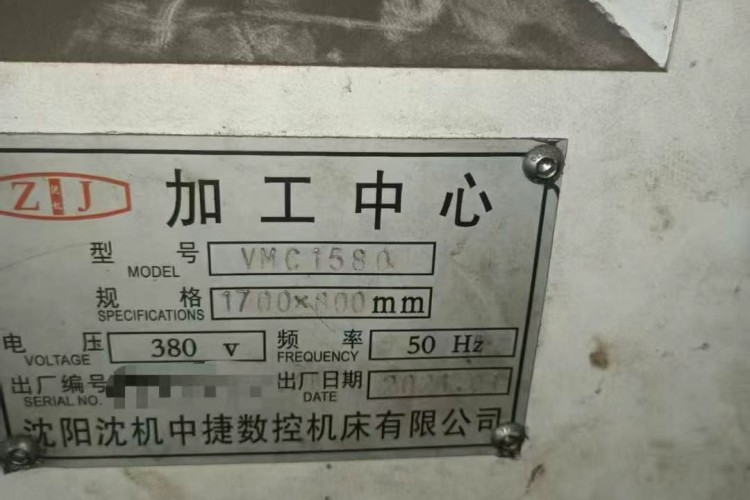 ZJ 加工中心
型号 MODEL VMC1580
规格 SPECIFICATIONS 1700×800mm
电压 VOLTAGE 380 V 频率 FREQUENCY 50 Hz
出厂编号 SERIAL NO. 出厂日期 DATE
沈阳沈机中捷数控机床有限公司